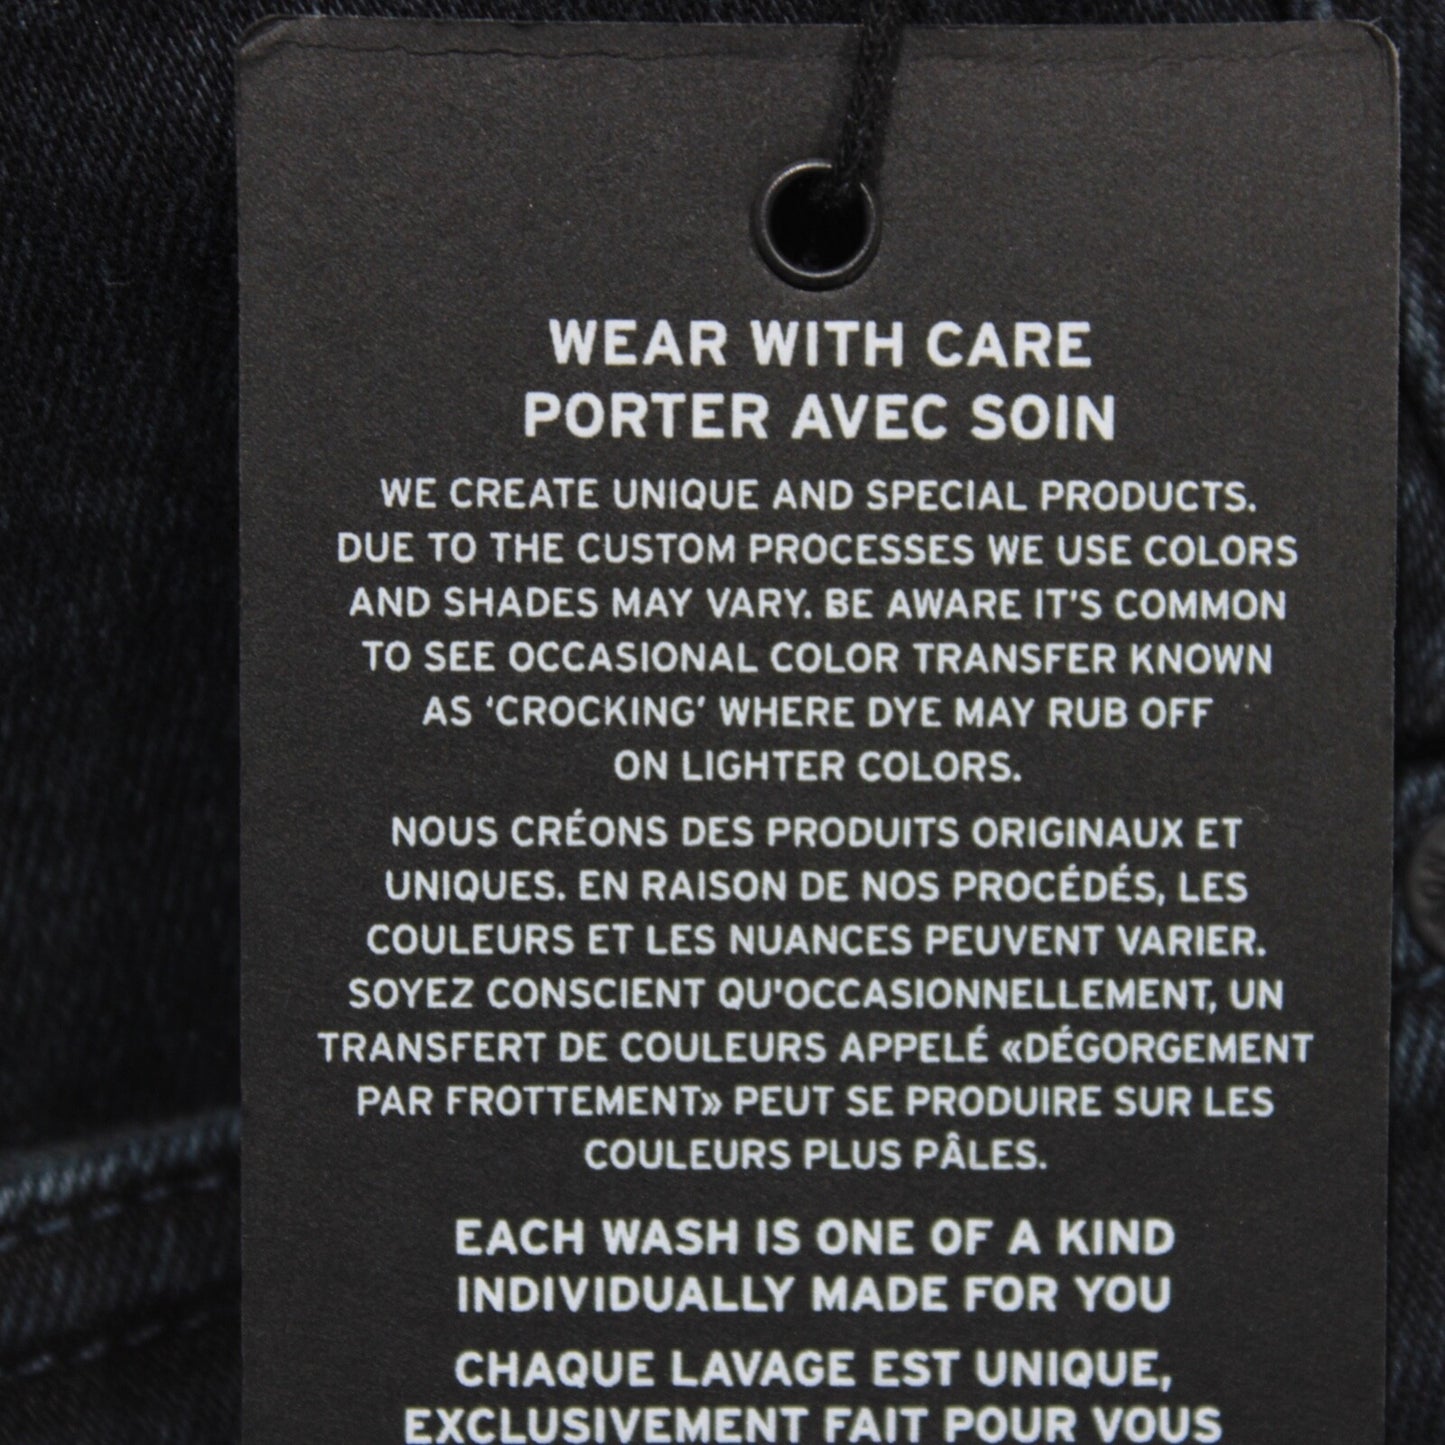 WEAR WITH CARE
PORTER AVEC SOIN
WE CREATE UNIQUE AND SPECIAL PRODUCTS.
DUE TO THE CUSTOM PROCESSES WE USE COLORS
AND SHADES MAY VARY. BE AWARE IT'S COMMON
TO SEE OCCASIONAL COLOR TRANSFER KNOWN
AS ‘CROCKING’ WHERE DYE MAY RUB OFF
ON LIGHTER COLORS.
NOUS CRÉONS DES PRODUITS ORIGINAUX ET
UNIQUES. EN RAISON DE NOS PROCÉDÉS, LES
COULEURS ET LES NUANCES PEUVENT VARIER.
SOYEZ CONSCIENT QU'OCCASIONNELLEMENT, UN
TRANSFERT DE COULEURS APPELÉ «DÉGORGEMENT
PAR FROTTEMENT» PEUT SE PRODUIRE SUR LES
COULEURS PLUS PÂLES.
EACH WASH IS ONE OF A KIND
INDIVIDUALLY MADE FOR YOU
CHAQUE LAVAGE EST UNIQUE,
EXCLUSIVEMENT FAIT POUR VOUS